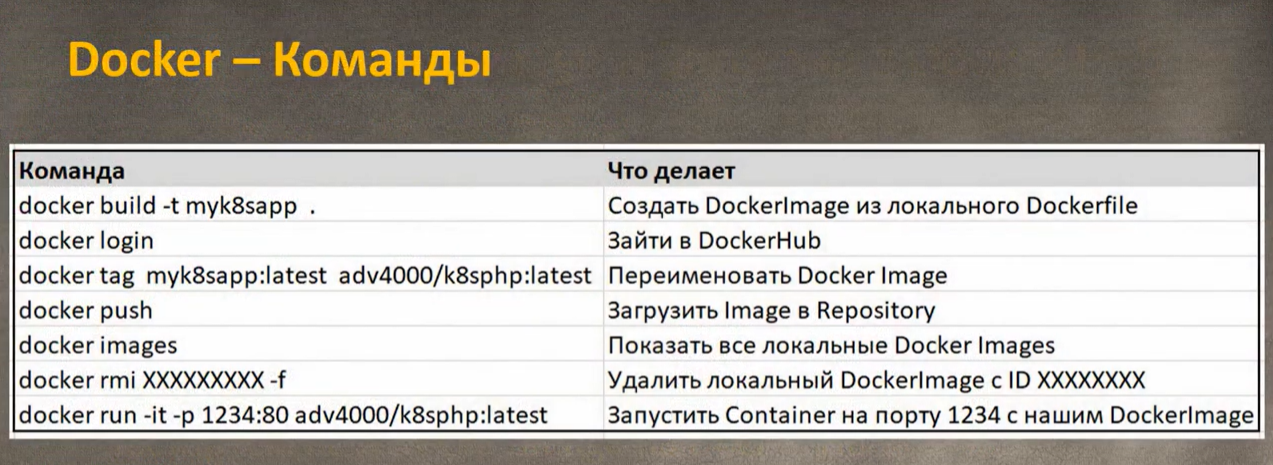 Docker – Команды
Команда Что делает
docker build -t myk8sapp . Создать DockerImage из локального Dockerfile
docker login Зайти в DockerHub
docker tag myk8sapp:latest adv4000/k8sphp:latest Переименовать Docker Image
docker push Загрузить Image в Repository
docker images Показать все локальные Docker Images
docker rmi XXXXXXXXX -f Удалить локальный DockerImage с ID XXXXXXXX
docker run -it -p 1234:80 adv4000/k8sphp:latest Запустить Container на порту 1234 с нашим DockerImage